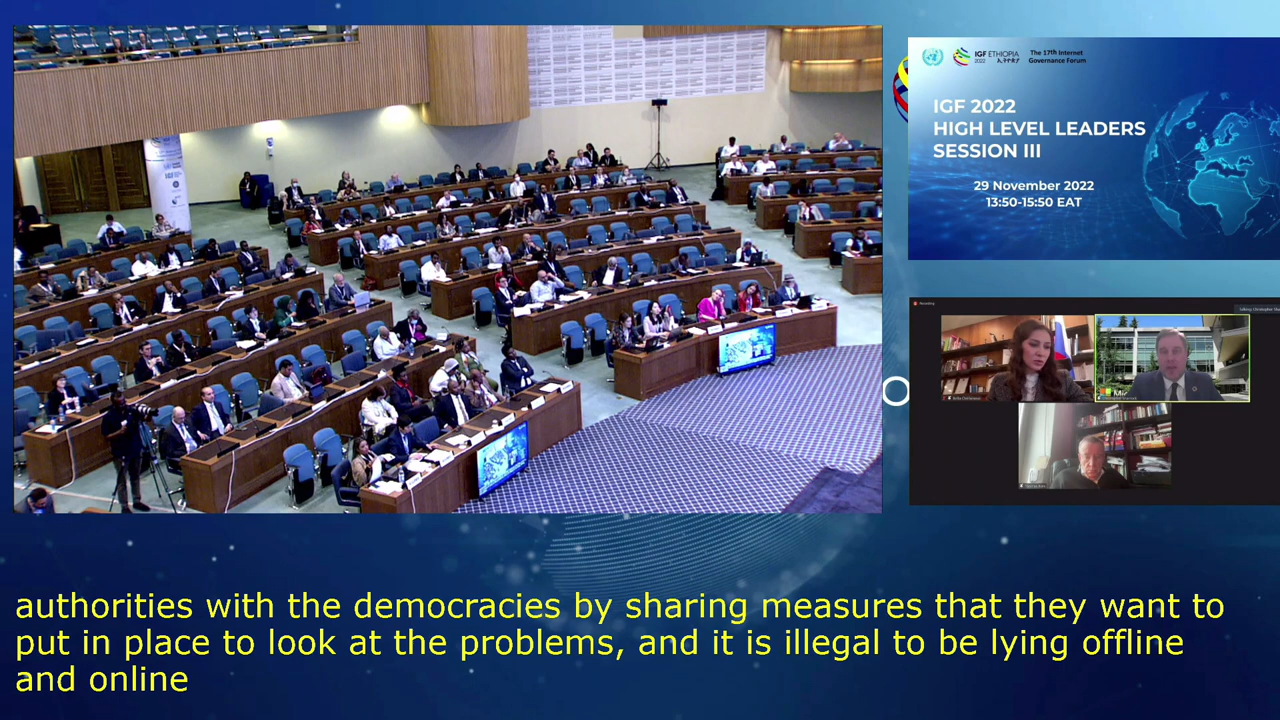 IGF ETHIOPIA
2022 ኢትዮጵያ
The 17th Internet
Governance Forum
IGF 2022
HIGH LEVEL LEADERS
SESSION III
29 November 2022
13:50-15:50 EAT
Recording
authorities with the democracies by sharing measures that they want to
put in place to look at the problems, and it is illegal to be lying offline
and online